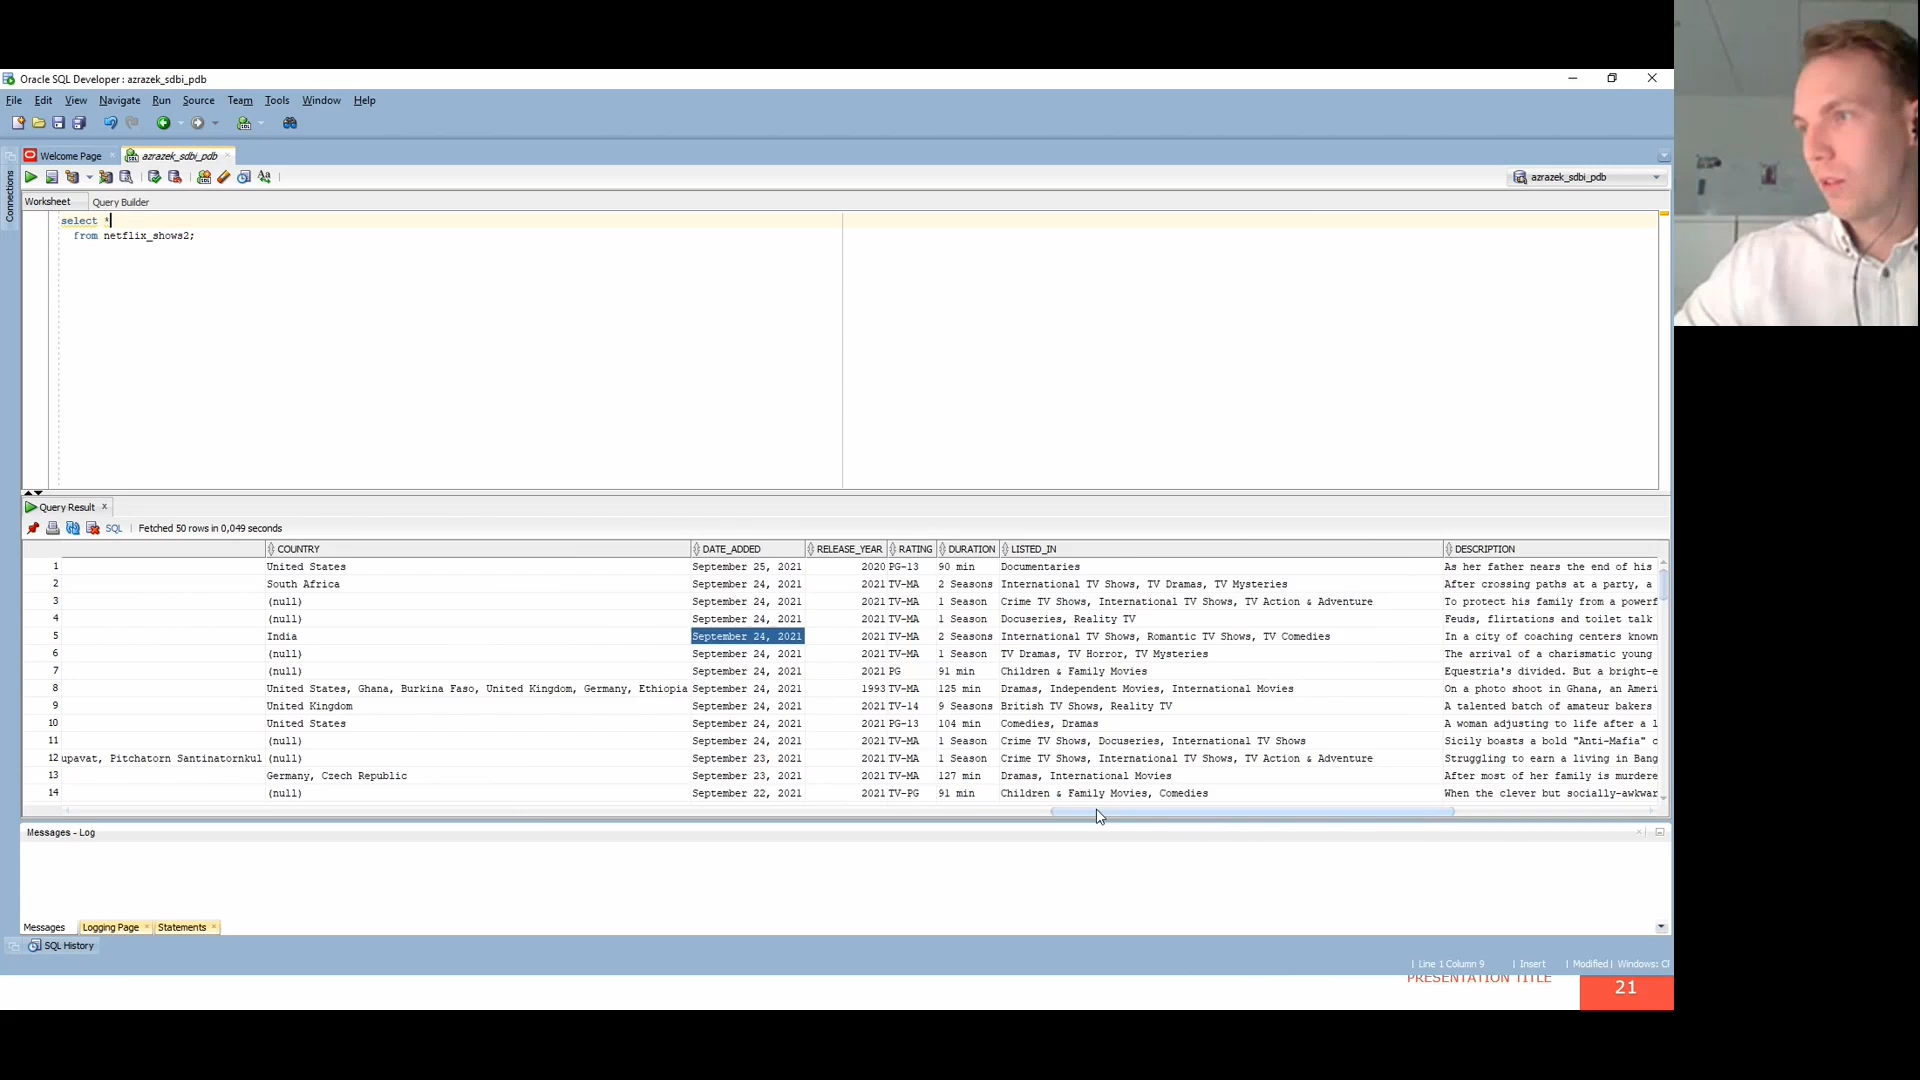 Oracle SQL Developer : azrazek_sdbi_pdb
File Edit View Navigate Run Source Team Tools Window Help
Welcome Page azrazek_sdbi_pdb
Connections
azrazek_sdbi_pdb
Worksheet Query Builder
select *
from netflix_shows2;
Query Result
SQL Fetched 50 rows in 0,049 seconds
COUNTRY DATE_ADDED RELEASE_YEAR RATING DURATION LISTED_IN DESCRIPTION
1 United States September 25, 2021 2020 PG-13 90 min Documentaries As her father nears the end of his
2 South Africa September 24, 2021 2021 TV-MA 2 Seasons International TV Shows, TV Dramas, TV Mysteries After crossing paths at a party, a
3 (null) September 24, 2021 2021 TV-MA 1 Season Crime TV Shows, International TV Shows, TV Action & Adventure To protect his family from a powerf
4 (null) September 24, 2021 2021 TV-MA 1 Season Docuseries, Reality TV Feuds, flirtations and toilet talk
5 India September 24, 2021 2021 TV-MA 2 Seasons International TV Shows, Romantic TV Shows, TV Comedies In a city of coaching centers known
6 (null) September 24, 2021 2021 TV-MA 1 Season TV Dramas, TV Horror, TV Mysteries The arrival of a charismatic young
7 (null) September 24, 2021 2021 PG 91 min Children & Family Movies Equestria's divided. But a bright-e
8 United States, Ghana, Burkina Faso, United Kingdom, Germany, Ethiopia September 24, 2021 1993 TV-MA 125 min Dramas, Independent Movies, International Movies On a photo shoot in Ghana, an Ameri
9 United Kingdom September 24, 2021 2021 TV-14 9 Seasons British TV Shows, Reality TV A talented batch of amateur bakers
10 United States September 24, 2021 2021 PG-13 104 min Comedies, Dramas A woman adjusting to life after a l
11 (null) September 24, 2021 2021 TV-MA 1 Season Crime TV Shows, Docuseries, International TV Shows Sicily boasts a bold "Anti-Mafia" c
12 upavat, Pitchatorn Santinatornkul (null) September 23, 2021 2021 TV-MA 1 Season Crime TV Shows, International TV Shows, TV Action & Adventure Struggling to earn a living in Bang
13 Germany, Czech Republic September 23, 2021 2021 TV-MA 127 min Dramas, International Movies After most of her family is murdere
14 (null) September 22, 2021 2021 TV-PG 91 min Children & Family Movies, Comedies When the clever but socially-awkwar
Messages - Log
Messages Logging Page Statements
SQL History
Line 1 Column 9 | Insert | Modified | Windows: Cl
PRESENTATION TITLE
21